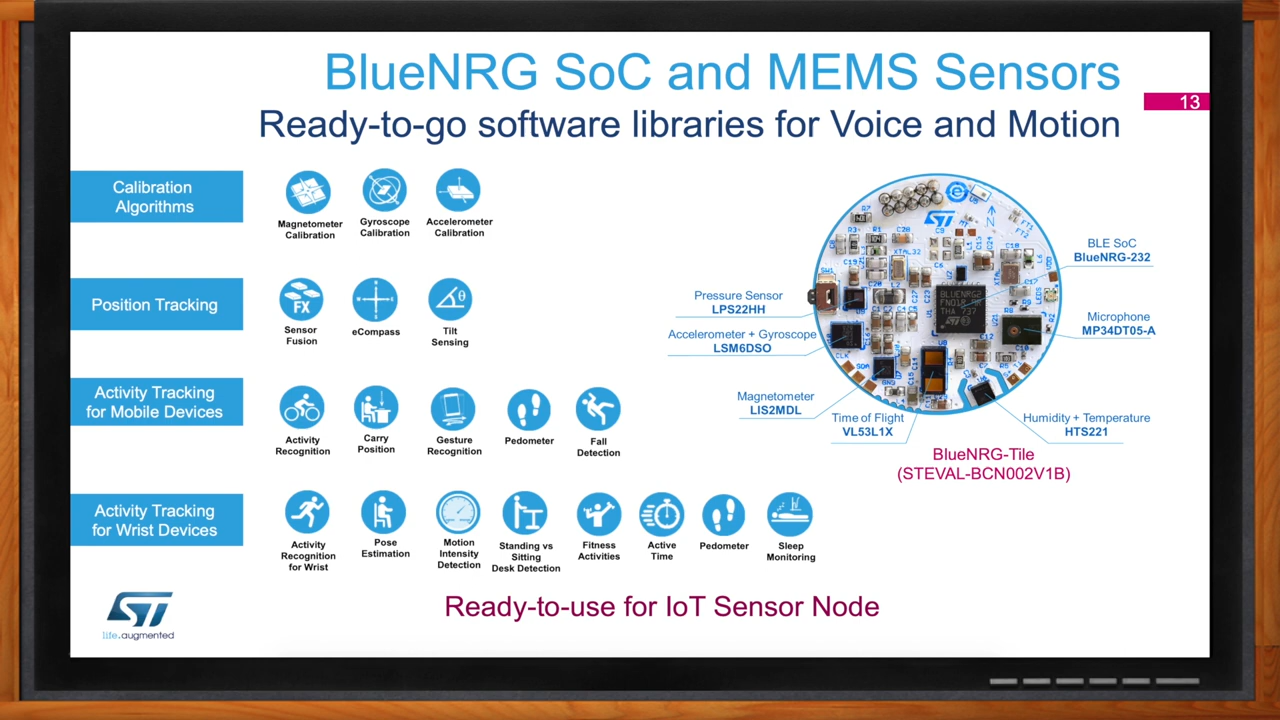 BlueNRG SoC and MEMS Sensors
13
Ready-to-go software libraries for Voice and Motion
Calibration
Algorithms
Magnetometer
Calibration
Gyroscope
Calibration
Accelerometer
Calibration
Position Tracking
FX
Sensor
Fusion
eCompass
θ
Tilt
Sensing
Activity Tracking
for Mobile Devices
Activity
Recognition
Carry
Position
Gesture
Recognition
Pedometer
Fall
Detection
Activity Tracking
for Wrist Devices
Activity
Recognition
for Wrist
Pose
Estimation
Motion
Intensity
Detection
Standing vs
Sitting
Desk Detection
Fitness
Activities
Active
Time
Pedometer
Sleep
Monitoring
BLE SoC
BlueNRG-232
Pressure Sensor
LPS22HH
Microphone
MP34DT05-A
Accelerometer + Gyroscope
LSM6DSO
Magnetometer
LIS2MDL
Time of Flight
VL53L1X
Humidity + Temperature
HTS221
BLUENRG2
THA 737
BlueNRG-Tile
(STEVAL-BCN002V1B)
ST
life.augmented
Ready-to-use for IoT Sensor Node